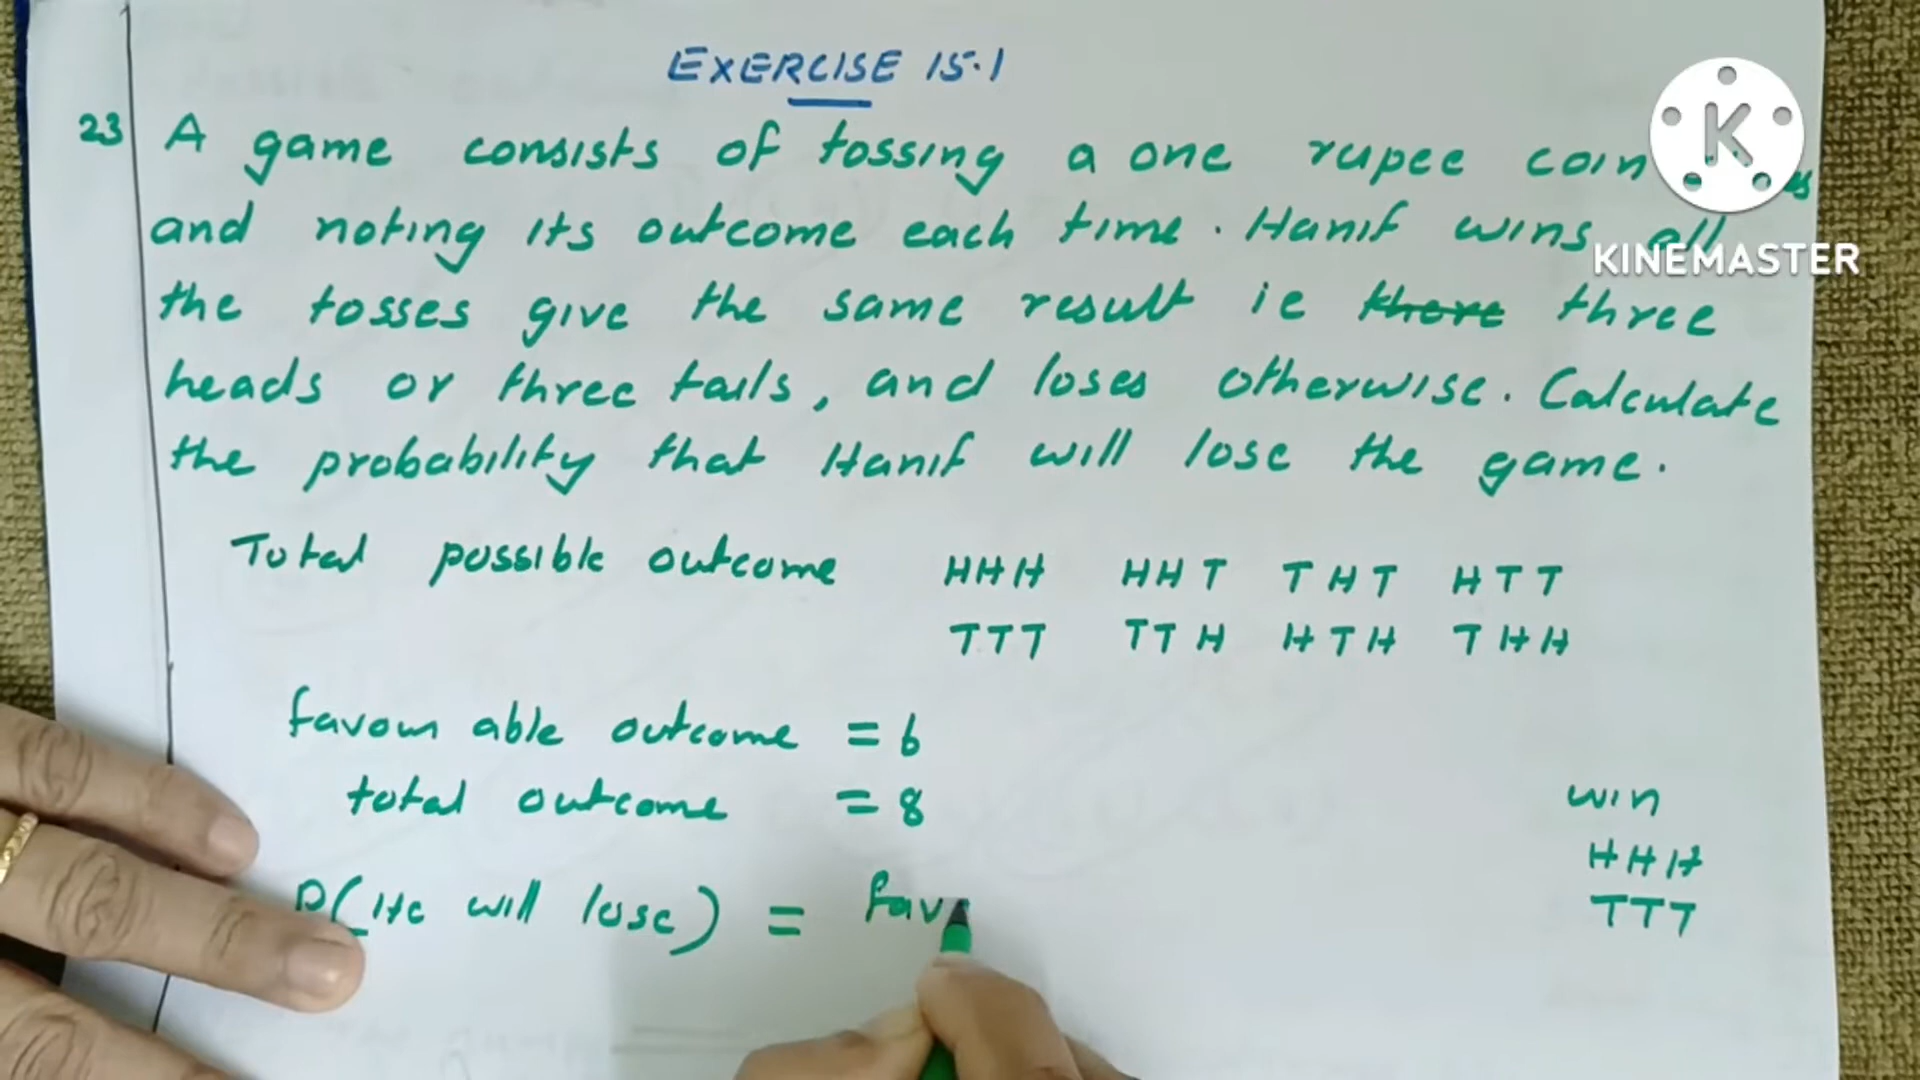 EXERCISE 15.1
23 A game consists of tossing a one rupee coin
and noting its outcome each time. Hanif wins all
the tosses give the same result ie there three
heads or three tails, and loses otherwise. Calculate
the probability that Hanif will lose the game.
Total possible outcome HHH HHT THT HTT
TTT TTH HTH THH
favour able outcome = 6
total outcome = 8
P(He will lose) = fav
win
HHH
TTT
K
KINEMASTER